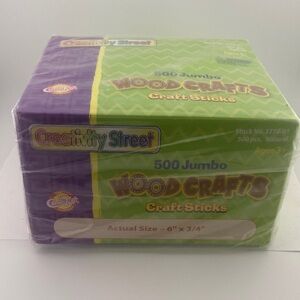 Creativity Street
500 Jumbo
WOOD CRAFTS
Craft Sticks
Creativity Street
500 Jumbo
WOOD CRAFTS
Craft Sticks
Actual Size - 6" x 3/4"